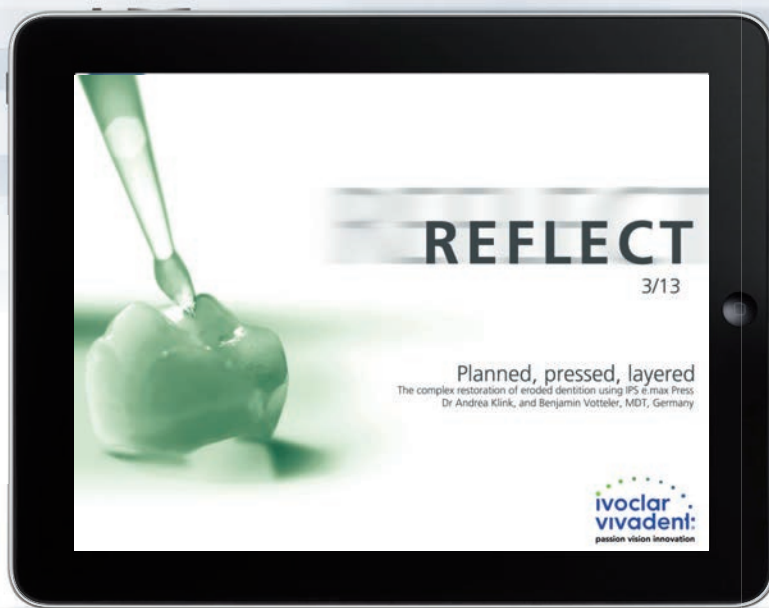 REFLECT
3/13
Planned, pressed, layered
The complex restoration of eroded dentition using IPS e.max Press
Dr Andrea Klink, and Benjamin Votteler, MDT, Germany
ivoclar
vivadent:
passion vision innovation